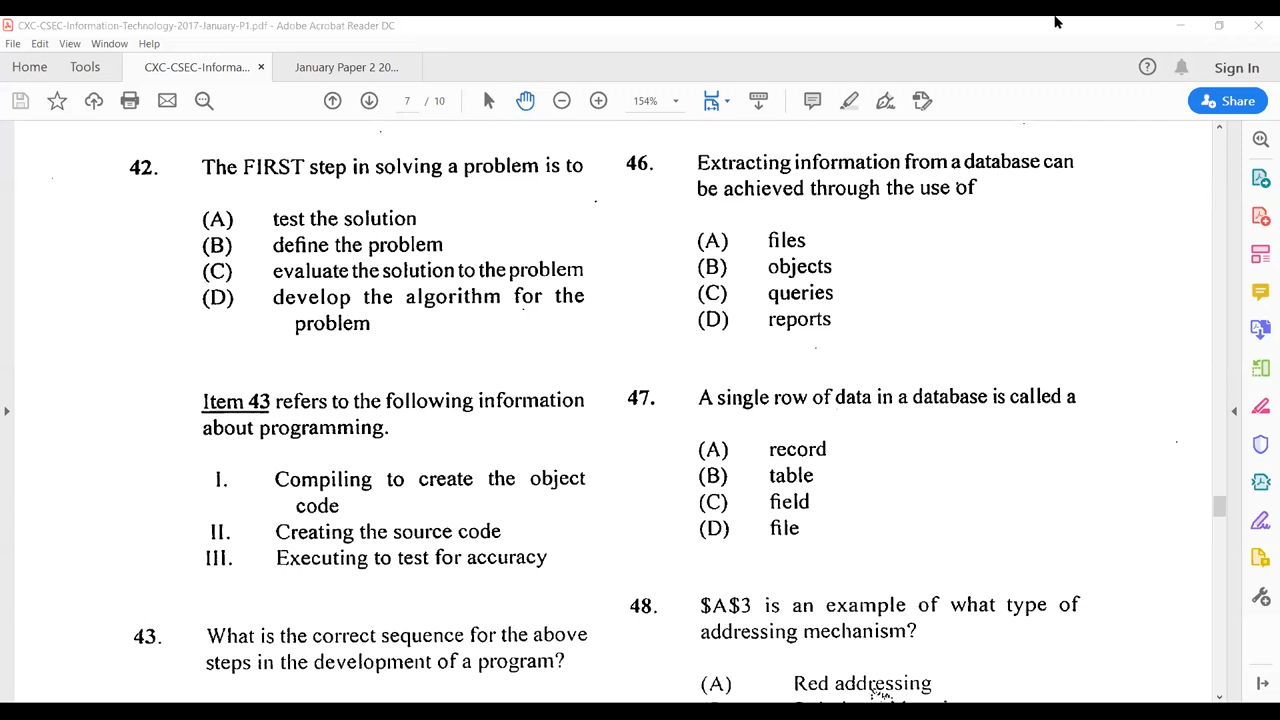 CXC-CSEC-Information-Technology-2017-January-P1.pdf - Adobe Acrobat Reader DC
File Edit View Window Help
Home Tools CXC-CSEC-Informa... × January Paper 2 20... Sign In
7 / 10 154% Share
42. The FIRST step in solving a problem is to
(A) test the solution
(B) define the problem
(C) evaluate the solution to the problem
(D) develop the algorithm for the
problem
Item 43 refers to the following information
about programming.
I. Compiling to create the object
code
II. Creating the source code
III. Executing to test for accuracy
43. What is the correct sequence for the above
steps in the development of a program?
46. Extracting information from a database can
be achieved through the use of
(A) files
(B) objects
(C) queries
(D) reports
47. A single row of data in a database is called a
(A) record
(B) table
(C) field
(D) file
48. $A$3 is an example of what type of
addressing mechanism?
(A) Red addressing